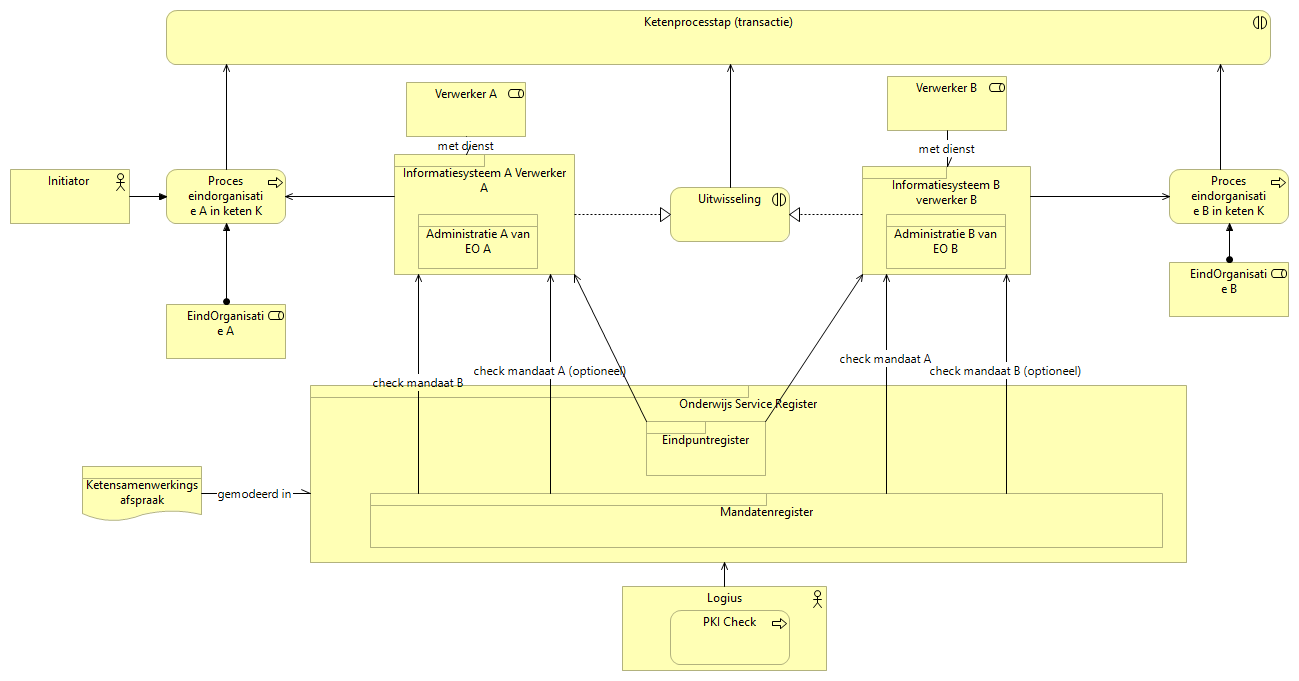 Ketenprocesstap (transactie)
Verwerker A
Verwerker B
met dienst
met dienst
Initiator
Proces
eindorganisati
e A in keten K
Informatiesysteem A Verwerker
A
Administratie A van
EO A
Uitwisseling
Informatiesysteem B
verwerker B
Administratie B van
EO B
Proces
eindorganisati
e B in keten K
EindOrganisati
e A
EindOrganisati
e B
check mandaat B
check mandaat A (optioneel)
check mandaat A
check mandaat B (optioneel)
Onderwijs Service Register
Eindpuntregister
Ketensamenwerkings
afspraak
gemodeerd in
Mandatenregister
Logius
PKI Check